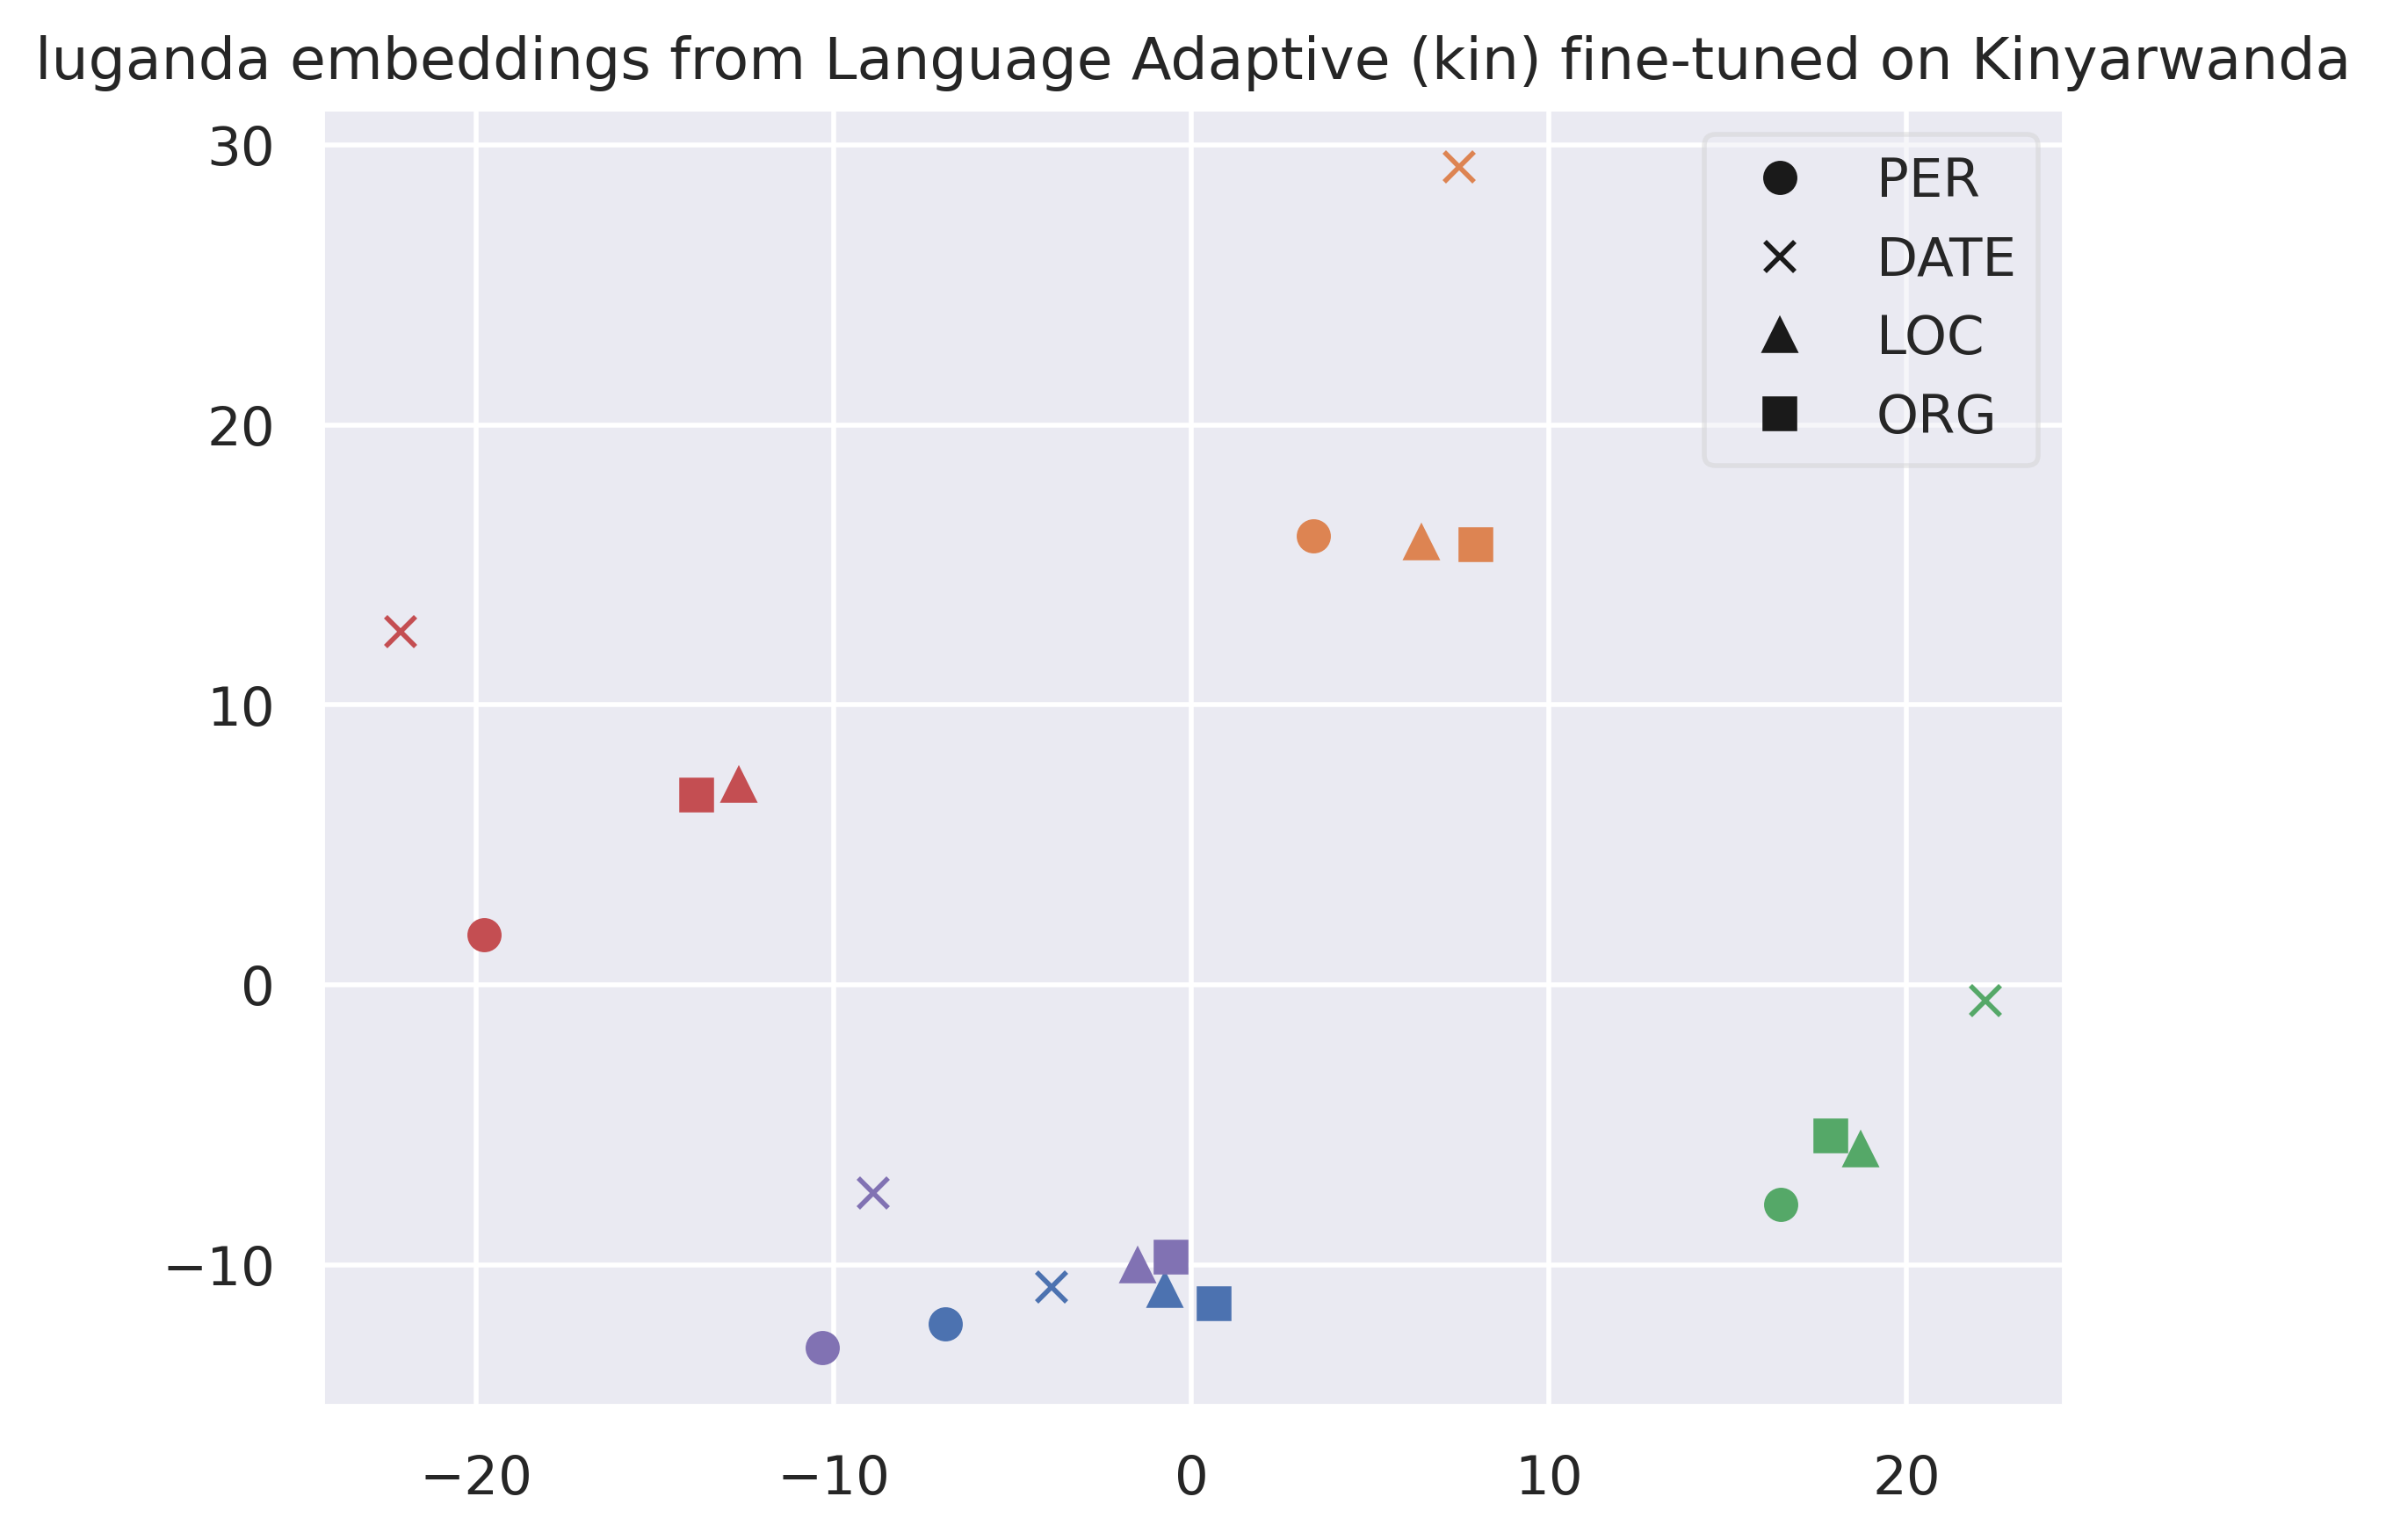 luganda embeddings from Language Adaptive (kin) fine-tuned on Kinyarwanda
30
20
10
0
−10
−20
−10
0
10
20
PER
DATE
LOC
ORG